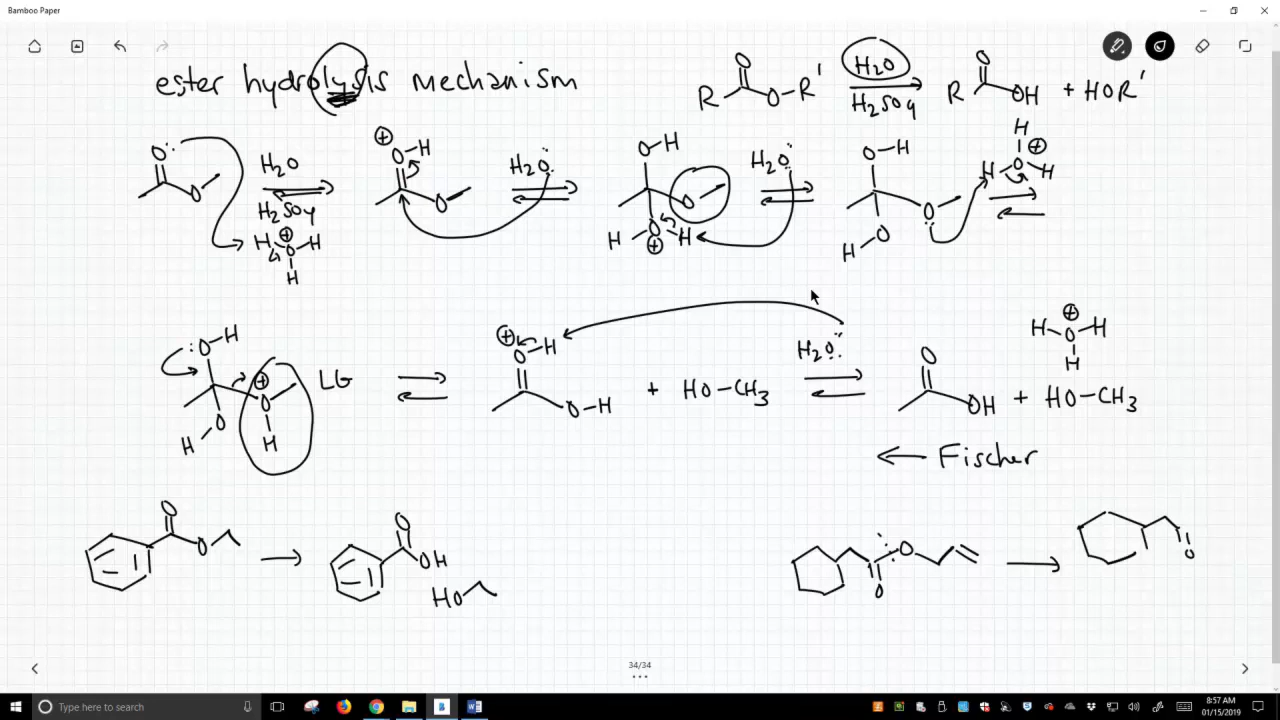 Bamboo Paper
ester hydrolysis mechanism
R O O-R' H2O H2SO4 R O OH + HOR'
O: O H2O H2SO4 H O H H ⊕
⊕ O-H O H2O:
O-H O H O H ⊕ H2O:
O-H O: O H H H O H ⊕
:O-H O H ⊕ O H LG
⊕ O-H O-H + HO-CH3 H2O:
O OH + HO-CH3 H-O-H H ⊕
← Fischer
O O → O OH HO
O O → O
34/34
Type here to search
8:57 AM
01/15/2019